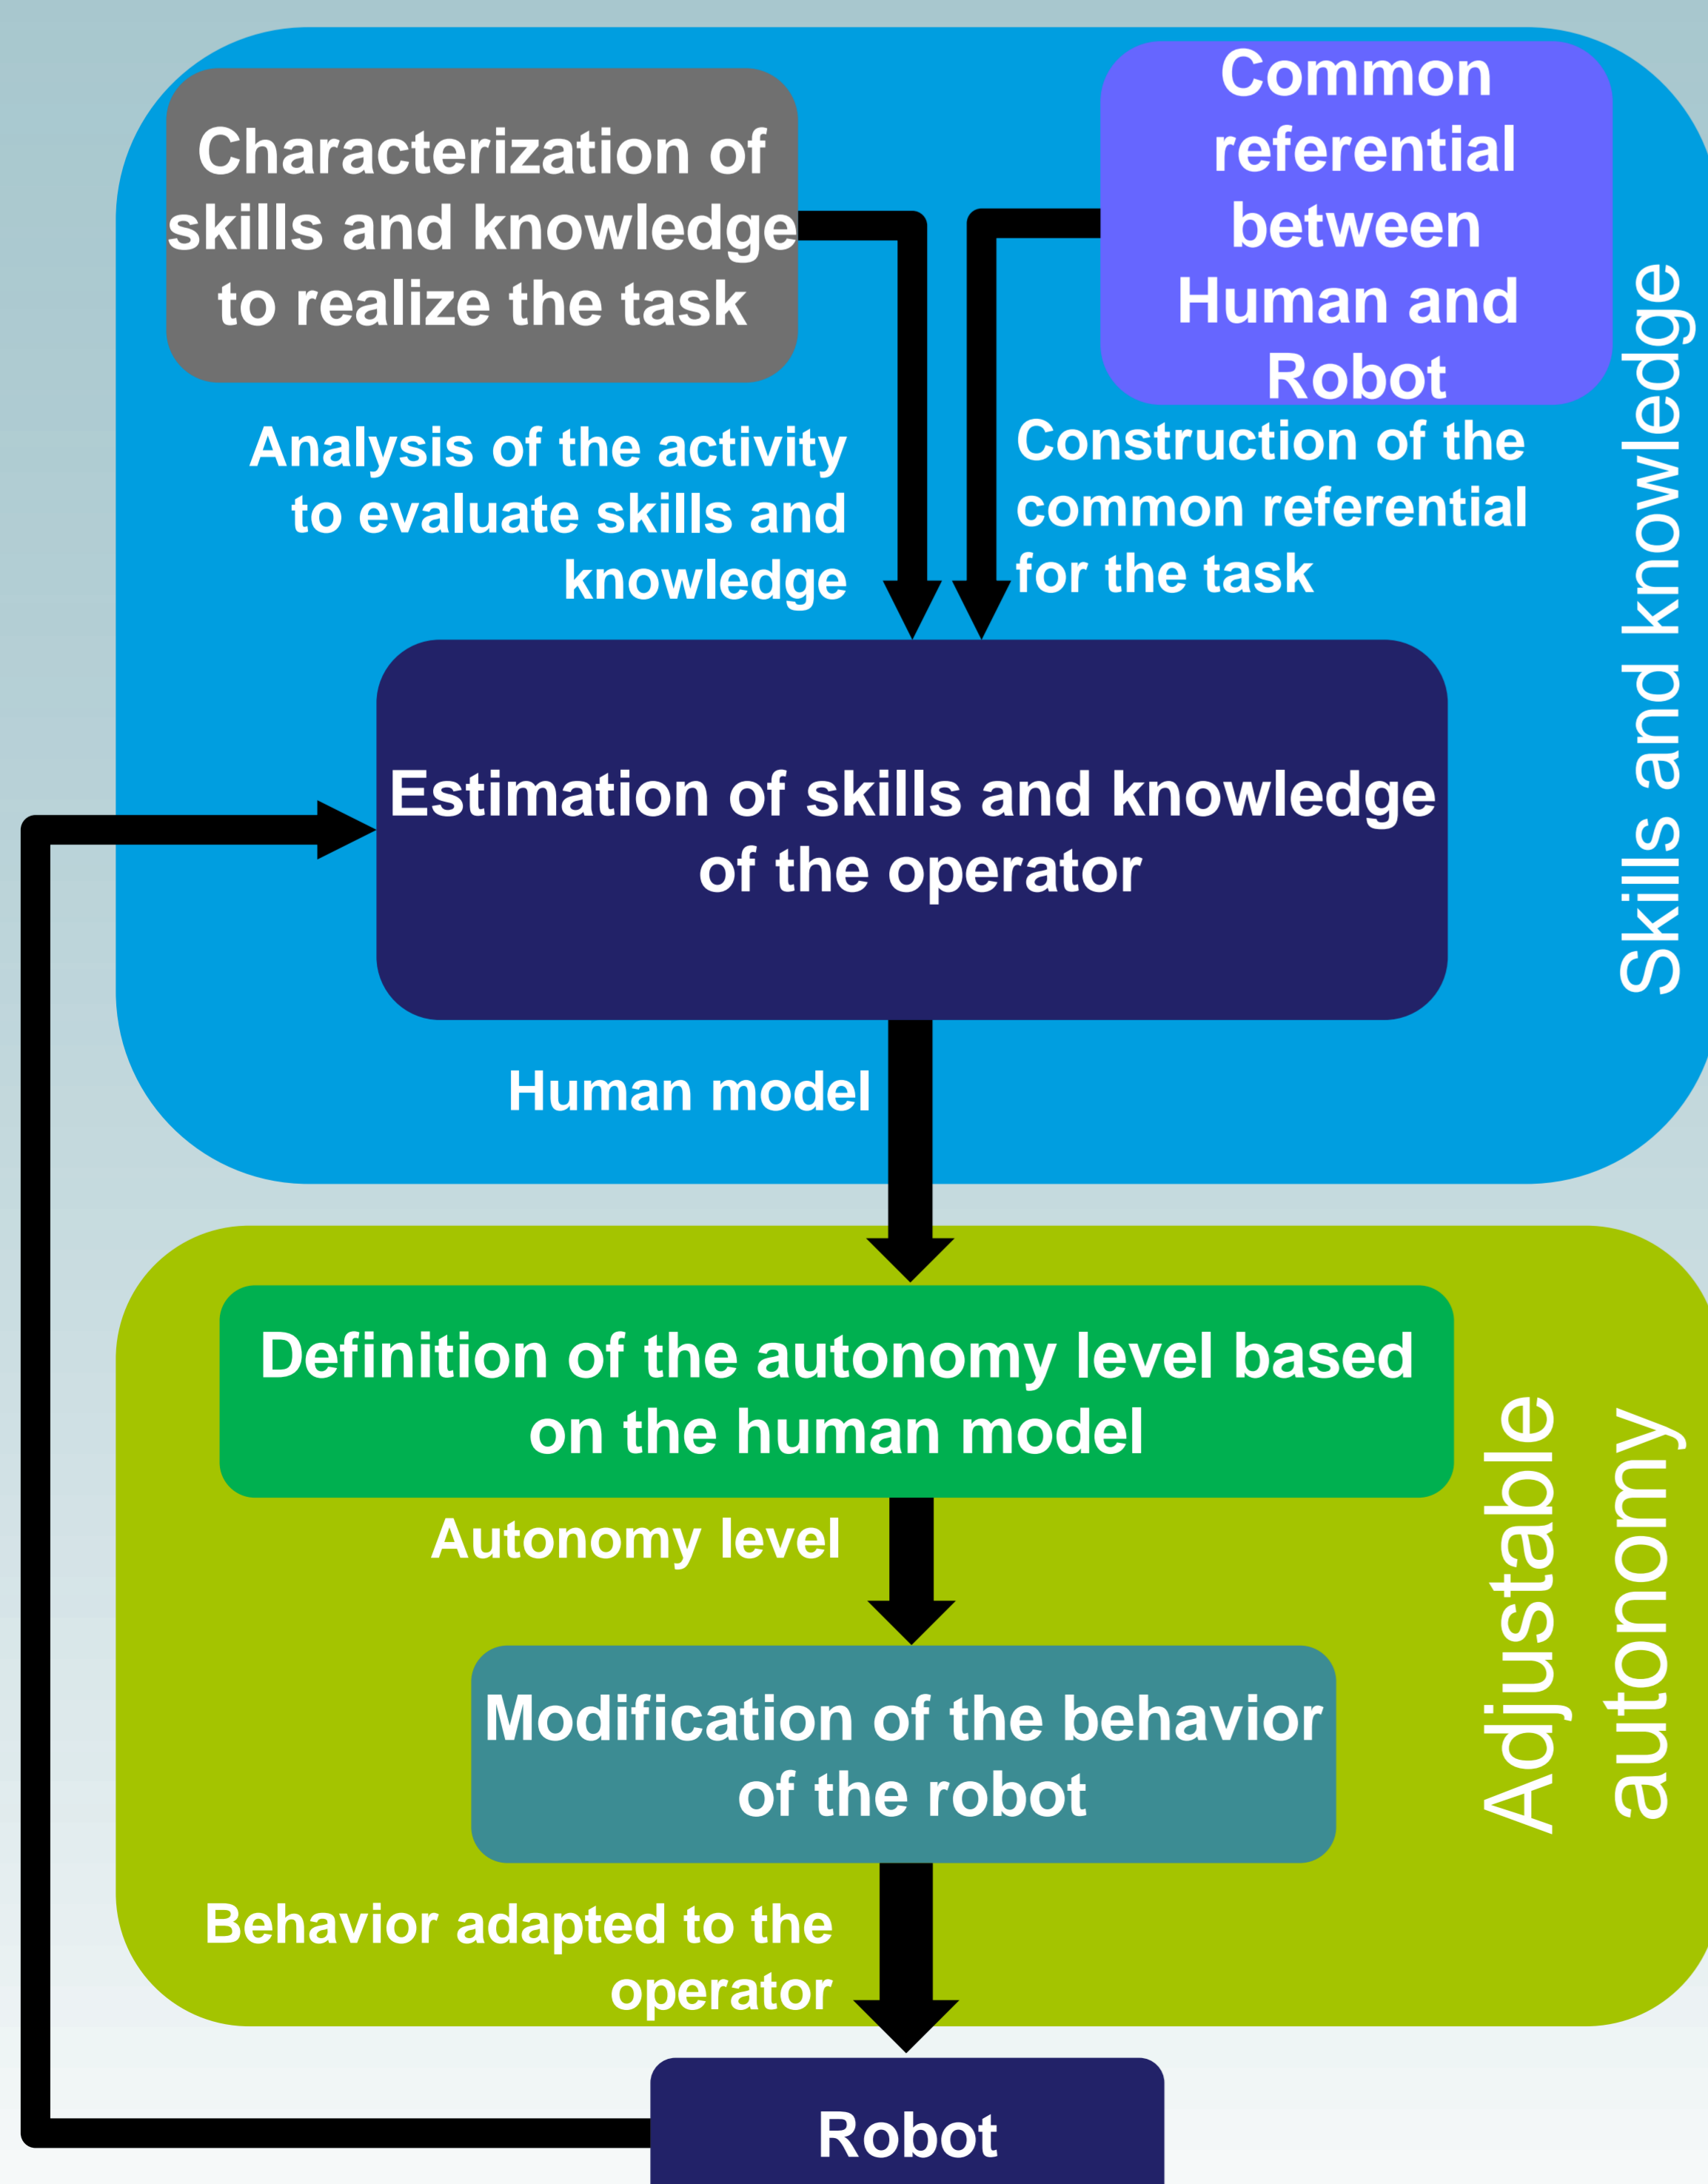 Characterization of
skills and knowledge
to realize the task
Common
referential
between
Human and
Robot
Analysis of the activity
to evaluate skills and
knowledge
Construction of the
common referential
for the task
Skills and knowledge
Estimation of skills and knowledge
of the operator
Human model
Definition of the autonomy level based
on the human model
Autonomy level
Adjustable
autonomy
Modification of the behavior
of the robot
Behavior adapted to the
operator
Robot